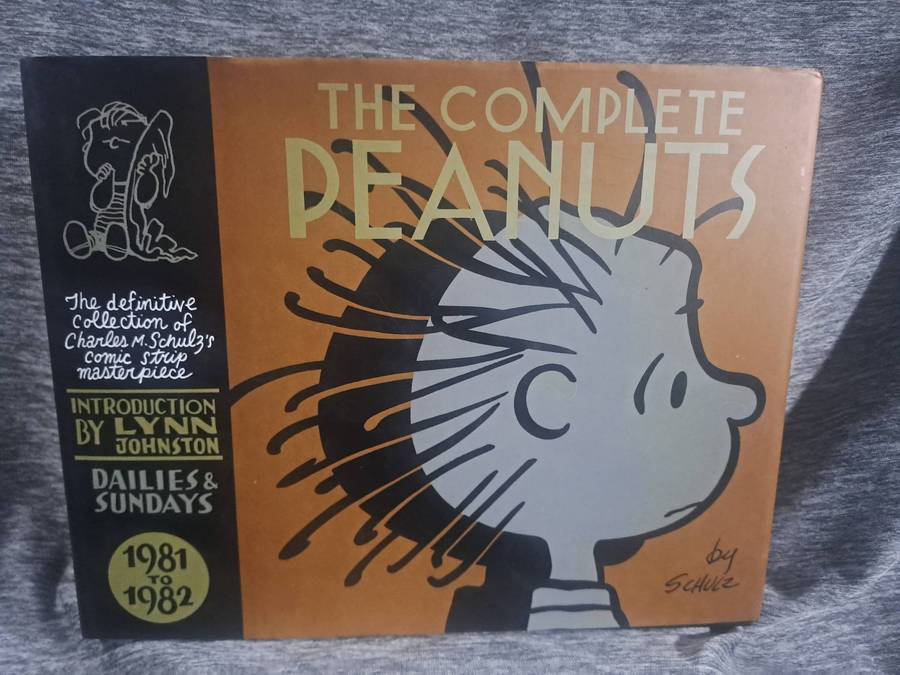 THE COMPLETE
PEANUTS
The definitive
collection of
Charles M. Schulz's
comic strip
masterpiece
INTRODUCTION
BY LYNN
JOHNSTON
DAILIES &
SUNDAYS
1981
TO
1982
by
SCHULZ